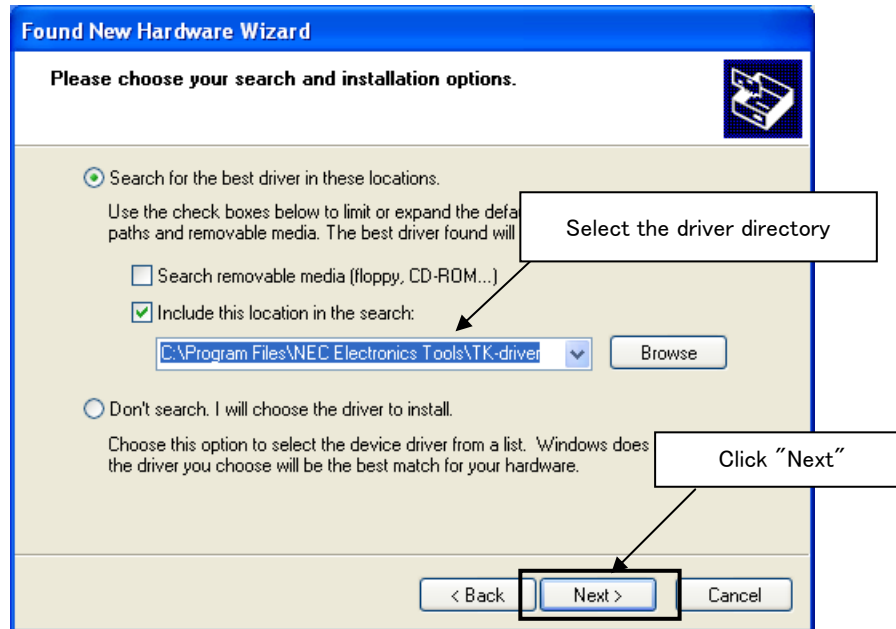 Found New Hardware Wizard
Please choose your search and installation options.
Search for the best driver in these locations.
Use the check boxes below to limit or expand the defa
paths and removable media. The best driver found will
Select the driver directory
Search removable media (floppy, CD-ROM...)
Include this location in the search:
C:\Program Files\NEC Electronics Tools\TK-driver
Browse
Don't search. I will choose the driver to install.
Choose this option to select the device driver from a list. Windows does
the driver you choose will be the best match for your hardware.
Click "Next"
< Back
Next >
Cancel